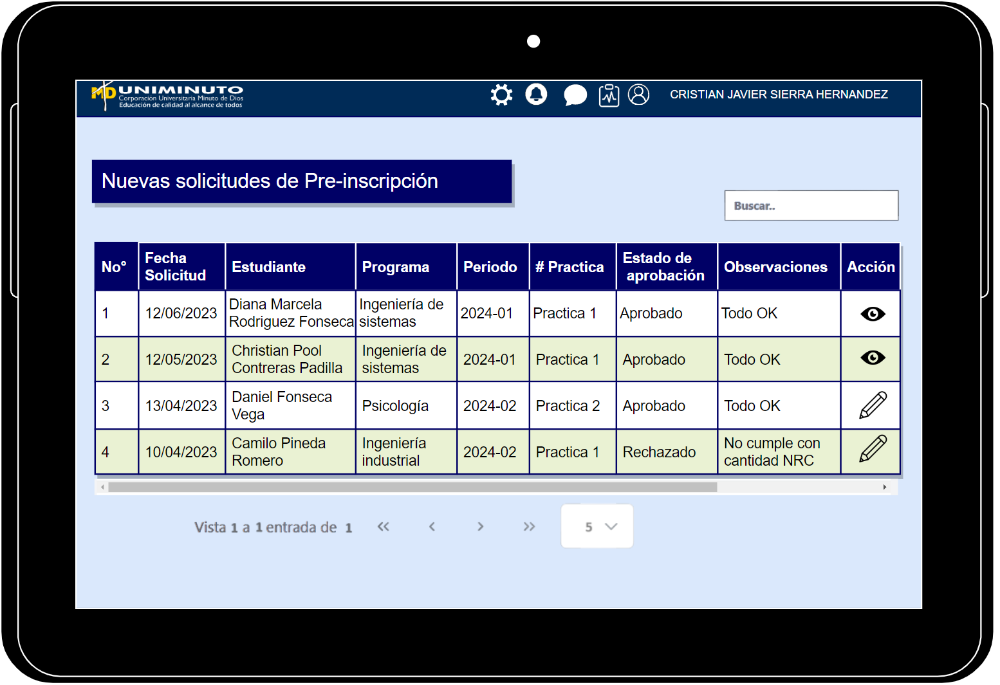 MD UNIMINUTO
Corporación Universitaria Minuto de Dios
Educación de calidad al alcance de todos
CRISTIAN JAVIER SIERRA HERNANDEZ
Nuevas solicitudes de Pre-inscripción
Buscar..
No° Fecha Solicitud Estudiante Programa Periodo # Practica Estado de aprobación Observaciones Acción
1 12/06/2023 Diana Marcela Rodriguez Fonseca Ingeniería de sistemas 2024-01 Practica 1 Aprobado Todo OK
2 12/05/2023 Christian Pool Contreras Padilla Ingeniería de sistemas 2024-01 Practica 1 Aprobado Todo OK
3 13/04/2023 Daniel Fonseca Vega Psicología 2024-02 Practica 2 Aprobado Todo OK
4 10/04/2023 Camilo Pineda Romero Ingeniería industrial 2024-02 Practica 1 Rechazado No cumple con cantidad NRC
Vista 1 a 1 entrada de 1 « ‹ › » 5